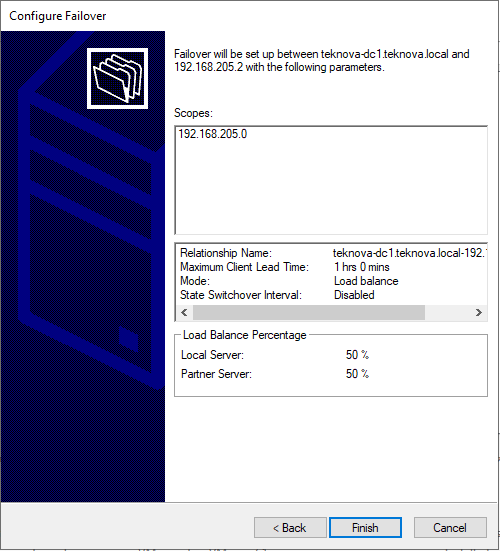 Configure Failover
Failover will be set up between teknova-dc1.teknova.local and
192.168.205.2 with the following parameters.
Scopes:
192.168.205.0
Relationship Name: teknova-dc1.teknova.local-192.1
Maximum Client Lead Time: 1 hrs 0 mins
Mode: Load balance
State Switchover Interval: Disabled
Load Balance Percentage
Local Server: 50 %
Partner Server: 50 %
< Back Finish Cancel